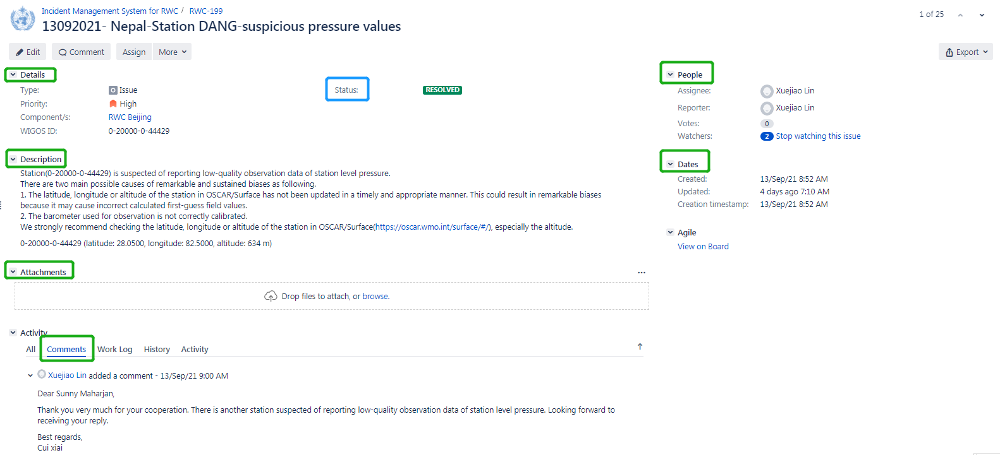 Incident Management System for RWC / RWC-199
13092021- Nepal-Station DANG-suspicious pressure values
1 of 25
Edit Comment Assign More
Export
Details
Type: Issue
Status: RESOLVED
Priority: High
Component/s: RWC Beijing
WIGOS ID: 0-20000-0-44429
Description
Station(0-20000-0-44429) is suspected of reporting low-quality observation data of station level pressure.
There are two main possible causes of remarkable and sustained biases as following.
1. The latitude, longitude or altitude of the station in OSCAR/Surface has not been updated in a timely and appropriate manner. This could result in remarkable biases
because it may cause incorrect calculated first-guess field values.
2. The barometer used for observation is not correctly calibrated.
We strongly recommend checking the latitude, longitude or altitude of the station in OSCAR/Surface(https://oscar.wmo.int/surface/#/), especially the altitude.
0-20000-0-44429 (latitude: 28.0500, longitude: 82.5000, altitude: 634 m)
Attachments
...
Drop files to attach, or browse.
Activity
All Comments Work Log History Activity
Xuejiao Lin added a comment - 13/Sep/21 9:00 AM
Dear Sunny Maharjan,
Thank you very much for your cooperation. There is another station suspected of reporting low-quality observation data of station level pressure. Looking forward to
receiving your reply.
Best regards,
Cui xiai
People
Assignee: Xuejiao Lin
Reporter: Xuejiao Lin
Votes: 0
Watchers: 2 Stop watching this issue
Dates
Created: 13/Sep/21 8:52 AM
Updated: 4 days ago 7:10 AM
Creation timestamp: 13/Sep/21 8:52 AM
Agile
View on Board